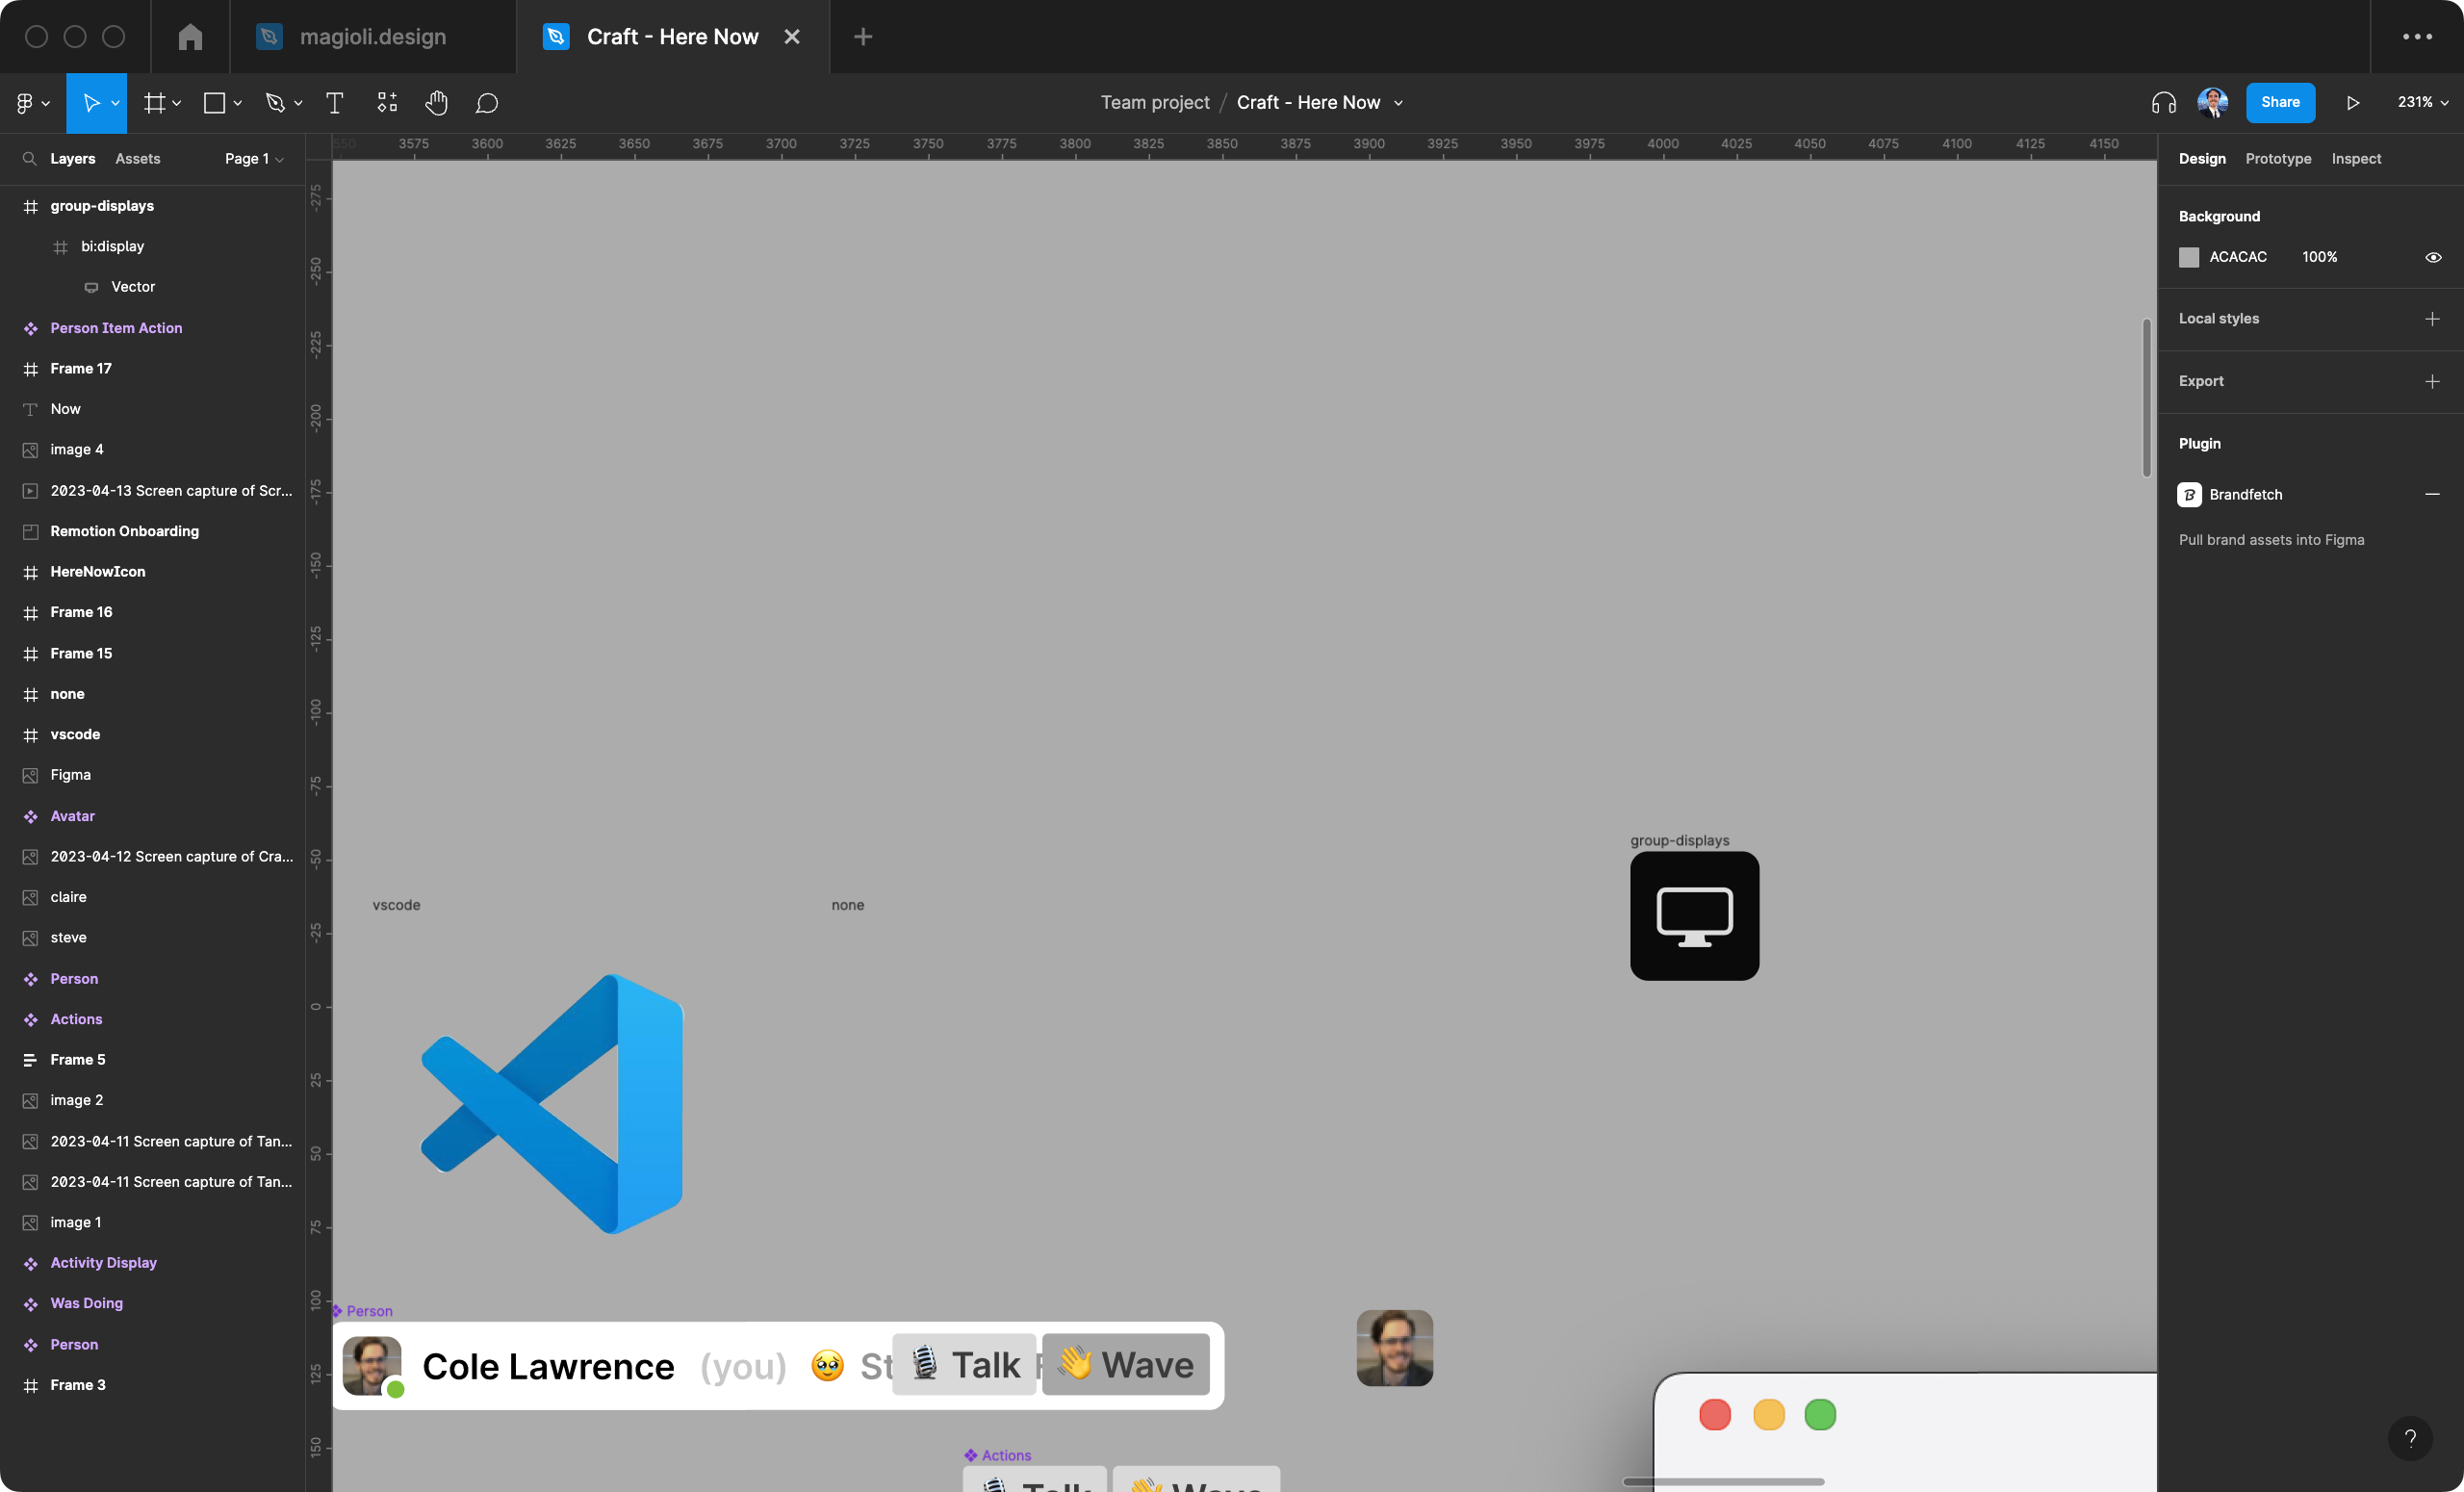 magioli.design
Craft - Here Now
Team project / Craft - Here Now
Share
231%
Layers
Assets
Page 1
group-displays
bi:display
Vector
Person Item Action
Frame 17
Now
image 4
2023-04-13 Screen capture of Scr...
Remotion Onboarding
HereNowIcon
Frame 16
Frame 15
none
vscode
Figma
Avatar
2023-04-12 Screen capture of Cra...
claire
steve
Person
Actions
Frame 5
image 2
2023-04-11 Screen capture of Tan...
2023-04-11 Screen capture of Tan...
image 1
Activity Display
Was Doing
Person
Frame 3
550 3575 3600 3625 3650 3675 3700 3725 3750 3775 3800 3825 3850 3875 3900 3925 3950 3975 4000 4025 4050 4075 4100 4125 4150
-275
-250
-225
-200
-175
-150
-125
-100
-75
-50
-25
0
25
50
75
100
125
150
group-displays
vscode
none
Person
Cole Lawrence (you) 🥹 St 🎙️ Talk 👋 Wave
Actions
🎙️ Talk 👋 Wave
Design
Prototype
Inspect
Background
ACACAC 100%
Local styles
Export
Plugin
Brandfetch
Pull brand assets into Figma
?